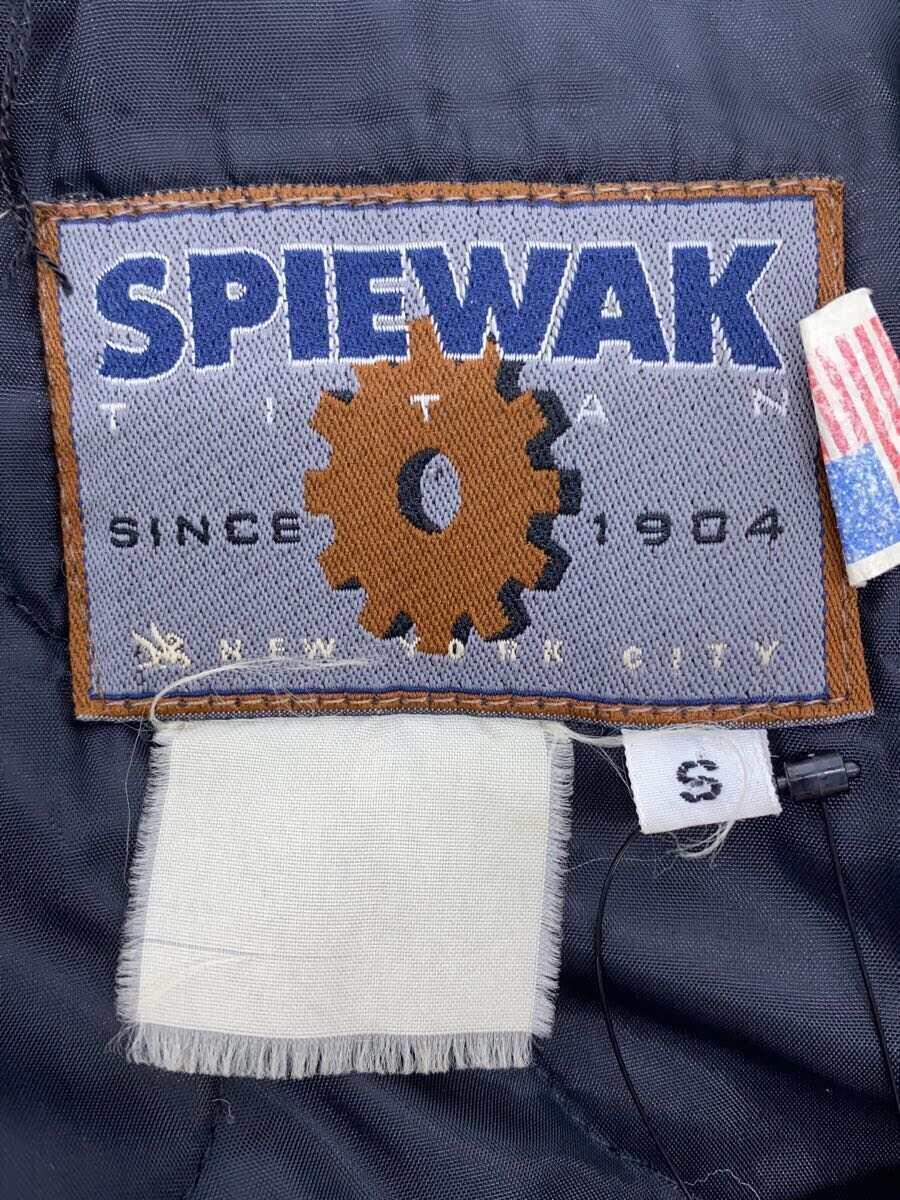 SPIEWAK
TITAN
SINCE 1904
NEW YORK CITY
S